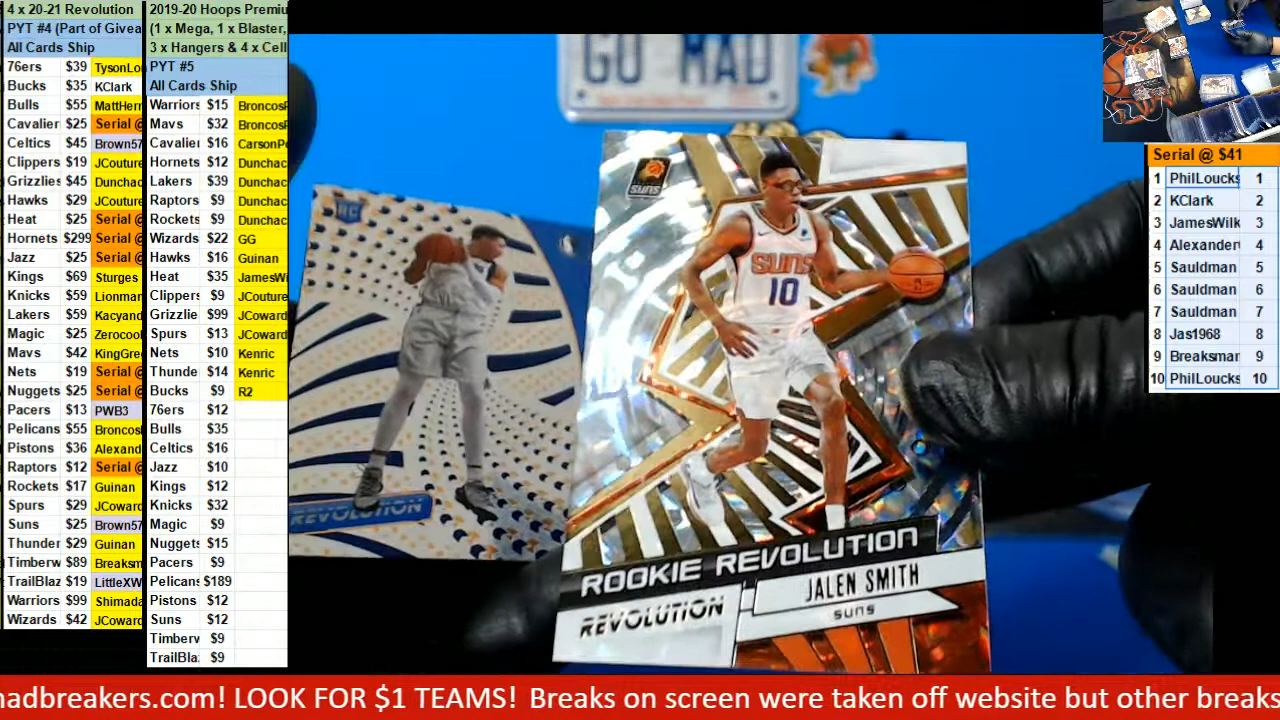 4 x 20-21 Revolution
PYT #4 (Part of Givea
All Cards Ship
76ers $39 TysonLo
Bucks $35 KClark
Bulls $55 MattHerr
Cavalier $25 Serial @
Celtics $45 Brown57
Clippers $19 JCouture
Grizzlies $45 Dunchac
Hawks $29 JCouture
Heat $25 Serial @
Hornets $299 Serial @
Jazz $25 Serial @
Kings $69 Sturges
Knicks $59 Lionman
Lakers $59 Kacyand
Magic $25 Zerocool
Mavs $42 KingGre
Nets $19 Serial @
Nuggets $25 Serial @
Pacers $13 PWB3
Pelicans $55 Broncos
Pistons $36 Alexand
Raptors $12 Serial @
Rockets $17 Guinan
Spurs $29 JCoward
Suns $25 Brown57
Thunder $29 Guinan
Timberw $89 Breaksm
TrailBlaz $19 LittleXW
Warriors $99 Shimada
Wizards $42 JCoward
2019-20 Hoops Premiu
(1 x Mega, 1 x Blaster,
3 x Hangers & 4 x Cell
PYT #5
All Cards Ship
Warriors $15 BroncosF
Mavs $32 BroncosF
Cavalier $16 CarsonPo
Hornets $12 Dunchac
Lakers $39 Dunchac
Raptors $9 Dunchac
Rockets $9 Dunchac
Wizards $22 GG
Hawks $16 Guinan
Heat $35 JamesWi
Clippers $9 JCouture
Grizzlie $99 JCoward
Spurs $13 JCoward
Nets $10 Kenric
Thunde $14 Kenric
Bucks $9 R2
76ers $12
Bulls $35
Celtics $16
Jazz $10
Kings $12
Knicks $32
Magic $9
Nuggets $15
Pacers $9
Pelicans $189
Pistons $12
Suns $12
Timberw $9
TrailBla $9
GO MAD
RC
REVOLUTION
SUNS
SUNS
10
ROOKIE REVOLUTION
REVOLUTION
JALEN SMITH
SUNS
Serial @ $41
1 PhilLoucks 1
2 KClark 2
3 JamesWilk 3
4 Alexander 4
5 Sauldman 5
6 Sauldman 6
7 Sauldman 7
8 Jas1968 8
9 Breaksman 9
10 PhilLoucks 10
nadbreakers.com! LOOK FOR $1 TEAMS! Breaks on screen were taken off website but other breaks